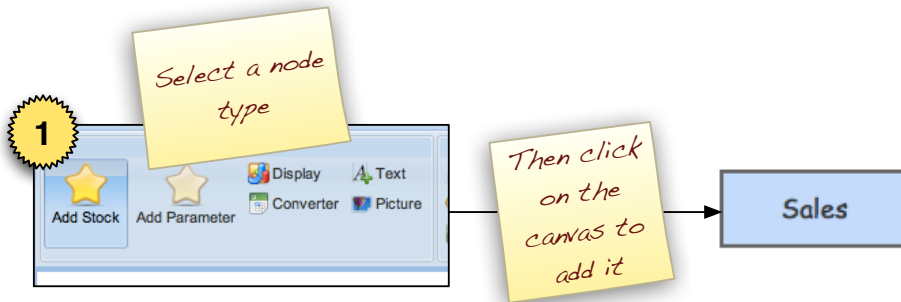 Select a node
type
1
Add Stock
Add Parameter
Display
Converter
Text
Picture
Then click
on the
canvas to
add it
Sales